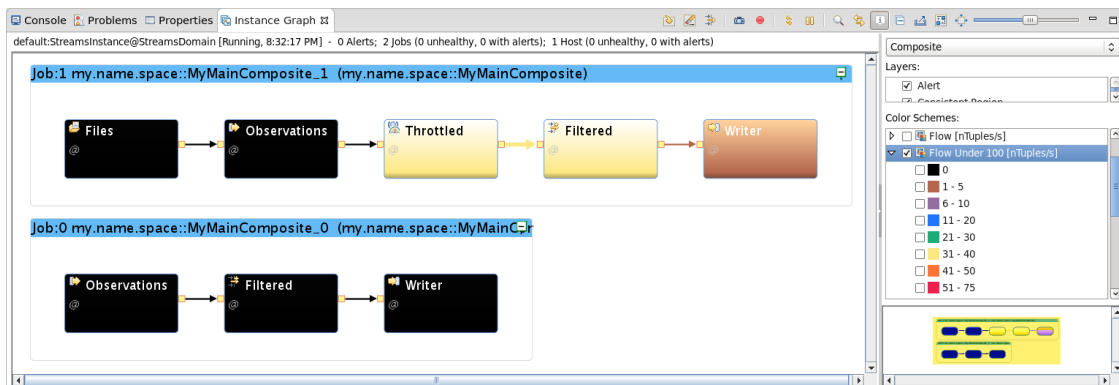 Console Problems Properties Instance Graph
default:StreamsInstance@StreamsDomain [Running, 8:32:17 PM] - 0 Alerts; 2 Jobs (0 unhealthy, 0 with alerts); 1 Host (0 unhealthy, 0 with alerts)
Job:1 my.name.space::MyMainComposite_1 (my.name.space::MyMainComposite)
Files
@
Observations
@
Throttled
@
Filtered
@
Writer
@
Job:0 my.name.space::MyMainComposite_0 (my.name.space::MyMainCor
Observations
@
Filtered
@
Writer
@
Composite
Layers:
Alert
Consistent Region
Color Schemes:
Flow [nTuples/s]
Flow Under 100 [nTuples/s]
0
1 - 5
6 - 10
11 - 20
21 - 30
31 - 40
41 - 50
51 - 75